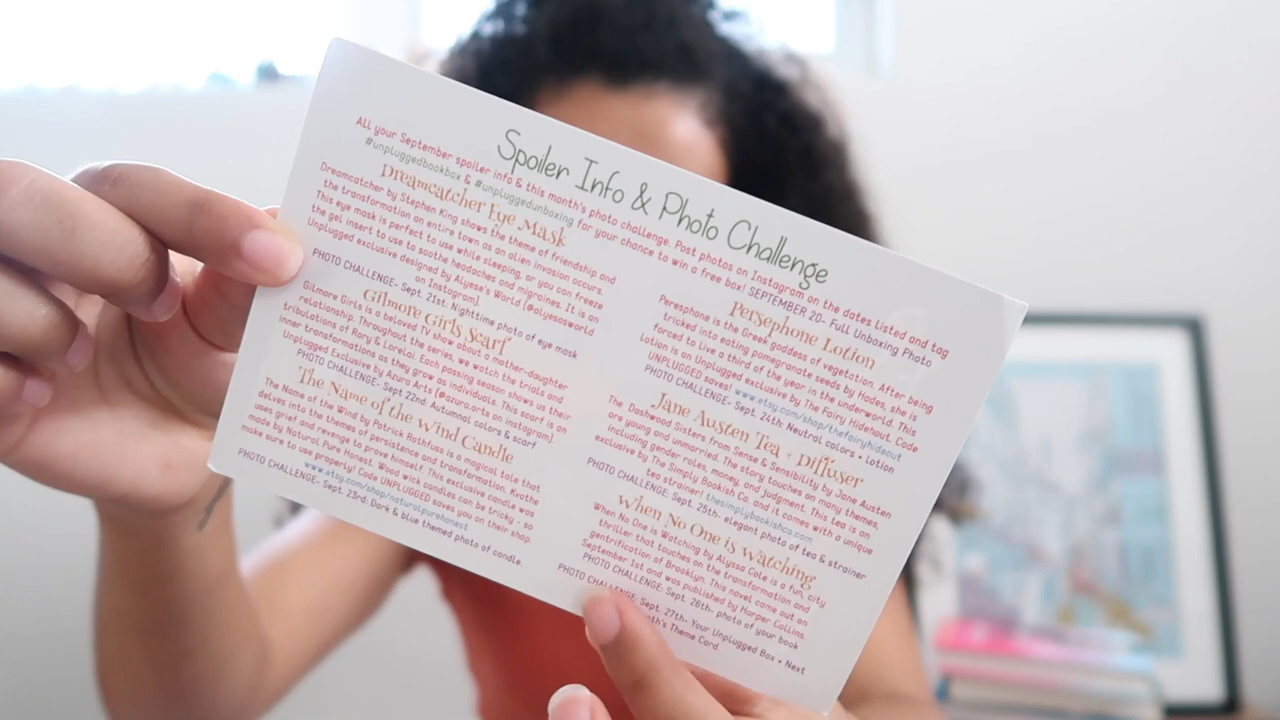 Spoiler Info & Photo Challenge
All your September spoiler info & this month's photo challenge. Post photos on Instagram on the dates listed and tag
#unpluggedbookbox & #unpluggedunboxing for your chance to win a free box! SEPTEMBER 20- Full Unboxing Photo
Dreamcatcher Eye Mask
Dreamcatcher by Stephen King shows the theme of friendship and
the transformation an entire town as an alien invasion occurs.
This eye mask is perfect to use while sleeping, or you can freeze
the gel insert to use to soothe headaches and migraines. It is an
Unplugged exclusive designed by Alyese's World (@alyesasworld
on Instagram).
PHOTO CHALLENGE- Sept. 21st: Nighttime photo of eye mask
Gilmore Girls Scarf
Gilmore Girls is a beloved TV show about a mother-daughter
relationship. Throughout the series, we watch the trials and
tribulations of Rory & Lorelai. Each passing season shows us their
inner transformations as they grow as individuals. This scarf is an
Unplugged Exclusive by Azura Arts (@azura.arts on instagram).
PHOTO CHALLENGE- Sept 22nd: Autumnal colors & scarf
The Name of the Wind Candle
The Name of the Wind by Patrick Rothfuss is a magical tale that
delves into the themes of persistence and transformation. Kvothe
uses grief and revenge to prove himself. This exclusive candle was
made by Natural Pure Honest. Wood wick candles can be tricky - so
make sure to use properly! Code UNPLUGGED saves you on their shop
www.etsy.com/shop/naturalpurehonest
PHOTO CHALLENGE- Sept. 23rd: Dark & blue themed photo of candle.
Persephone Lotion
Peresphone is the Greek goddess of vegetation. After being
tricked into eating pomegranate seeds by Hades, she is
forced to Live a third of the year in the underworld. This
Lotion is an Unplugged exclusive by The Fairy Hideout. Code
UNPLUGGED saves! www.etsy.com/shop/thefairyhideout
PHOTO CHALLENGE- Sept. 24th: Neutral colors + lotion
Jane Austen Tea + Diffuser
The Dashwood Sisters from Sense & Sensibility by Jane Austen
are young and unmarried. The story touches on many themes,
including gender roles, money, and judgment. This tea is an
exclusive by The Simply Bookish Co. and it comes with a unique
tea strainer! thesimplybookishco.com
PHOTO CHALLENGE: Sept. 25th- elegant photo of tea & strainer
When No One is Watching
When No One is Watching by Alyssa Cole is a fun, city
thriller that touches on the transformation and
gentrification of Brooklyn. This novel came out on
September 1st and was published by Harper Collins.
PHOTO CHALLENGE: Sept. 26th- photo of your book
PHOTO CHALLENGE: Sept. 27th- Your Unplugged Box + Next
Theme Card.